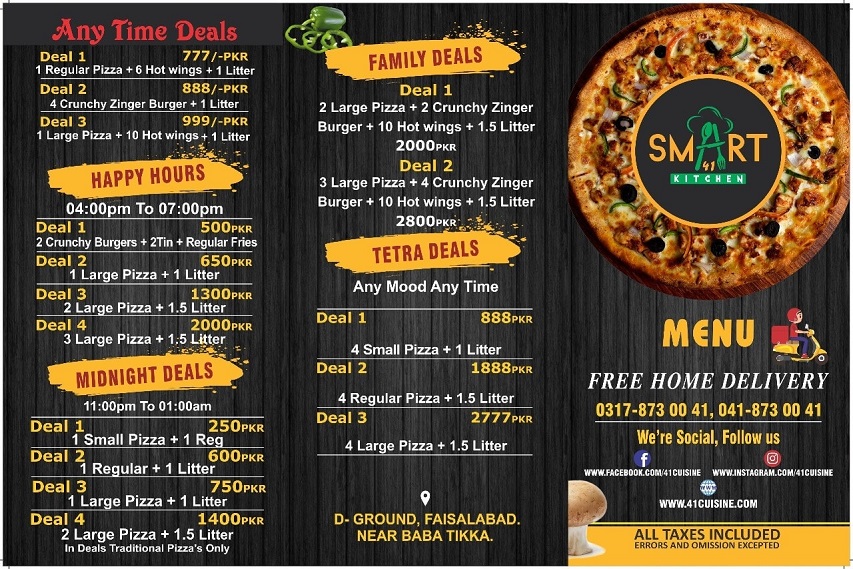 Any Time Deals
Deal 1 777/-PKR
1 Regular Pizza + 6 Hot wings + 1 Litter
Deal 2 888/-PKR
4 Crunchy Zinger Burger + 1 Litter
Deal 3 999/-PKR
1 Large Pizza + 10 Hot wings + 1 Litter
HAPPY HOURS
04:00pm To 07:00pm
Deal 1 500PKR
2 Crunchy Burgers + 2Tin + Regular Fries
Deal 2 650PKR
1 Large Pizza + 1 Litter
Deal 3 1300PKR
2 Large Pizza + 1.5 Litter
Deal 4 2000PKR
3 Large Pizza + 1.5 Litter
MIDNIGHT DEALS
11:00pm To 01:00am
Deal 1 250PKR
1 Small Pizza + 1 Reg
Deal 2 600PKR
1 Regular + 1 Litter
Deal 3 750PKR
1 Large Pizza + 1 Litter
Deal 4 1400PKR
2 Large Pizza + 1.5 Litter
In Deals Traditional Pizza's Only
FAMILY DEALS
Deal 1
2 Large Pizza + 2 Crunchy Zinger
Burger + 10 Hot wings + 1.5 Litter
2000PKR
Deal 2
3 Large Pizza + 4 Crunchy Zinger
Burger + 10 Hot wings + 1.5 Litter
2800PKR
TETRA DEALS
Any Mood Any Time
Deal 1 888PKR
4 Small Pizza + 1 Litter
Deal 2 1888PKR
4 Regular Pizza + 1.5 Litter
Deal 3 2777PKR
4 Large Pizza + 1.5 Litter
D- GROUND, FAISALABAD.
NEAR BABA TIKKA.
SMART
41
KITCHEN
MENU
FREE HOME DELIVERY
0317-873 00 41, 041-873 00 41
We're Social, Follow us
WWW.FACEBOOK.COM/41CUISINE WWW.INSTAGRAM.COM/41CUISINE
WWW.41CUISINE.COM
ALL TAXES INCLUDED
ERRORS AND OMISSION EXCEPTED